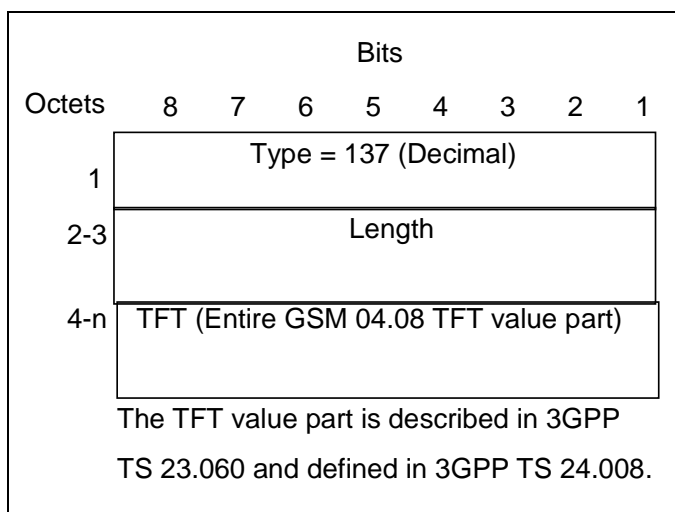 Bits
Octets 8 7 6 5 4 3 2 1
1 Type = 137 (Decimal)
2-3 Length
4-n TFT (Entire GSM 04.08 TFT value part)
The TFT value part is described in 3GPP
TS 23.060 and defined in 3GPP TS 24.008.